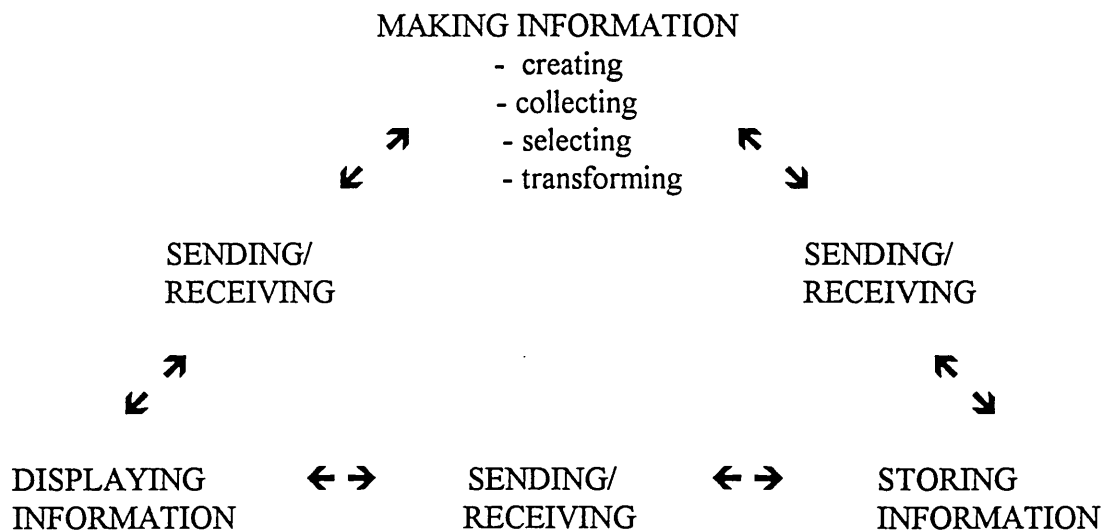 MAKING INFORMATION
- creating
- collecting
- selecting
- transforming
SENDING/
RECEIVING
SENDING/
RECEIVING
DISPLAYING
INFORMATION
SENDING/
RECEIVING
STORING
INFORMATION